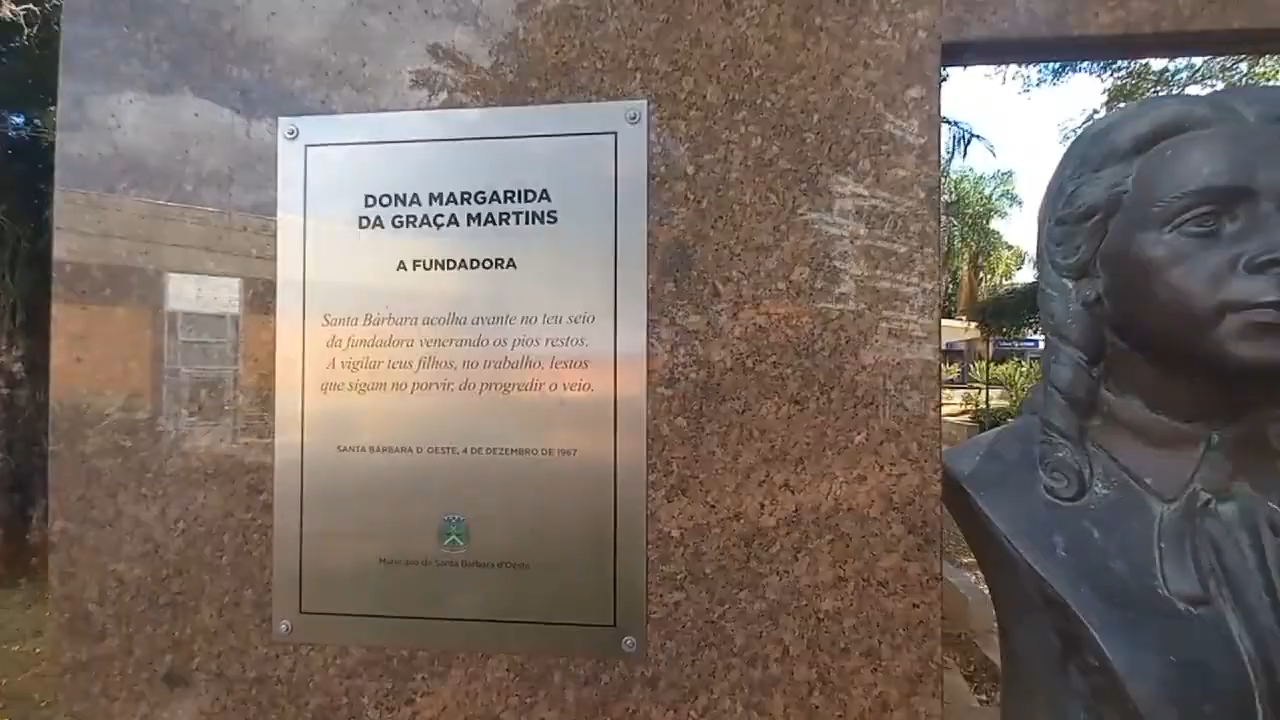 DONA MARGARIDA
DA GRAÇA MARTINS
A FUNDADORA
Santa Bárbara acolha avante no teu seio
da fundadora venerando os pios restos.
A vigilar teus filhos, no trabalho, lestos
que sigam no porvir, do progredir o veio.
SANTA BÁRBARA D´OESTE, 4 DE DEZEMBRO DE 1967
Município de Santa Bárbara d'Oeste